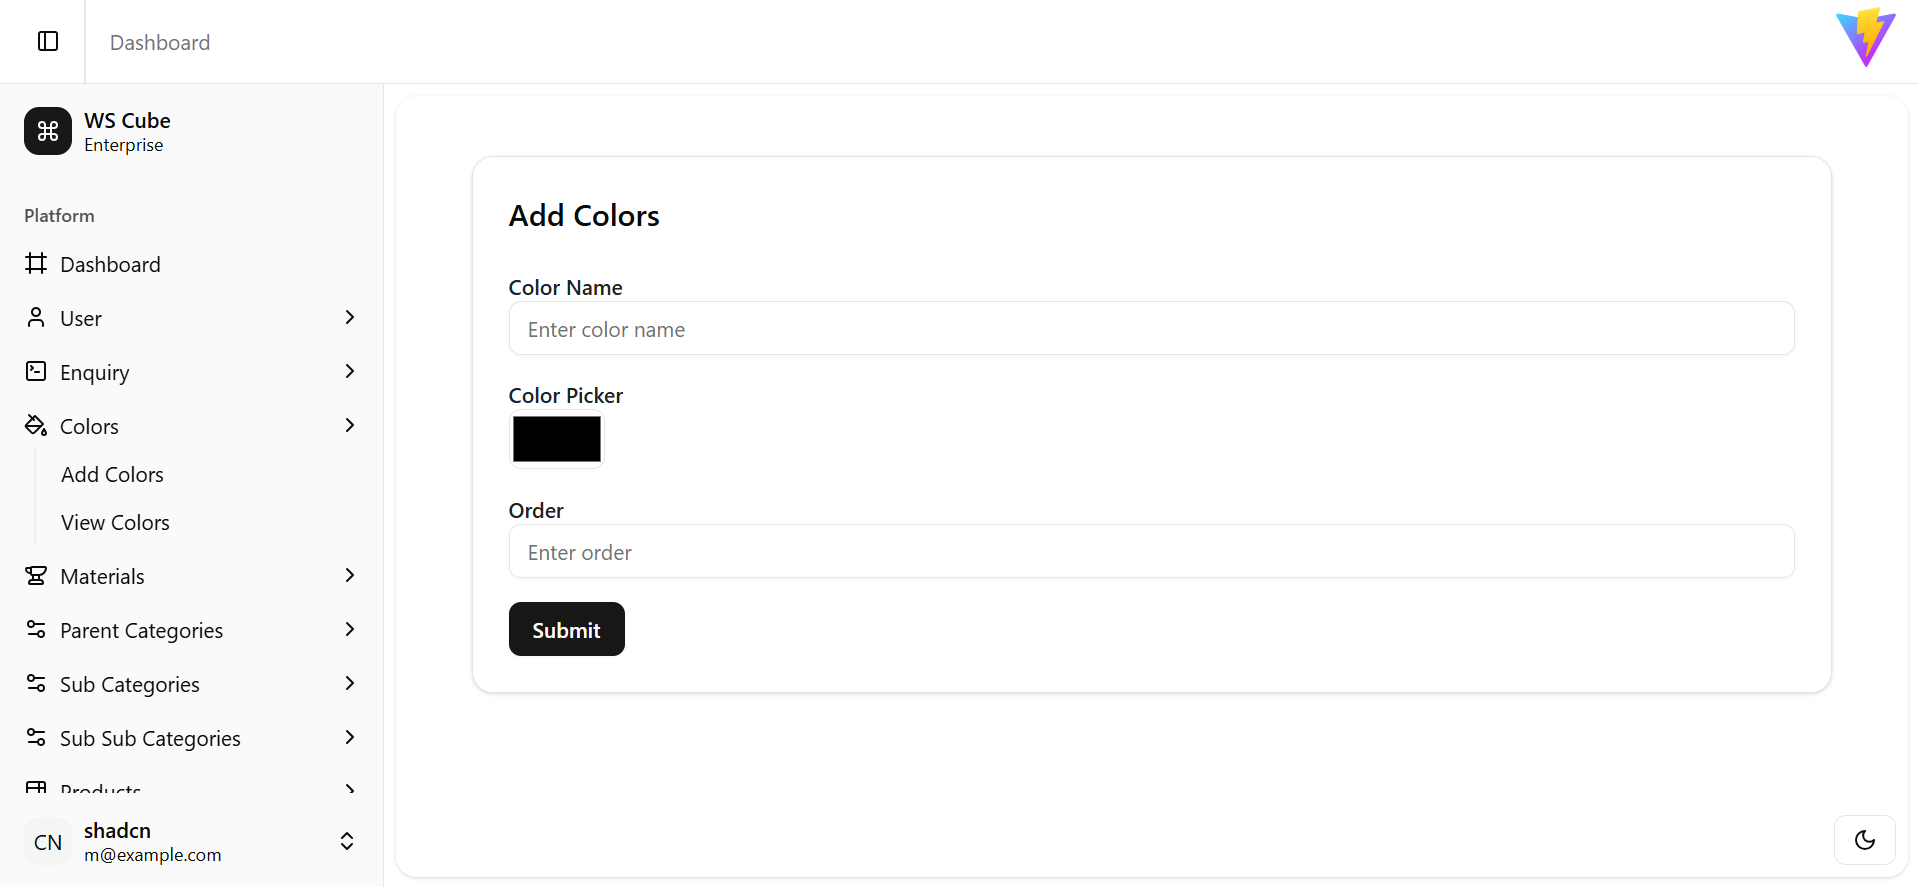 Dashboard
WS Cube
Enterprise
Platform
Dashboard
User
Enquiry
Colors
Add Colors
View Colors
Materials
Parent Categories
Sub Categories
Sub Sub Categories
Products
CN
shadcn
m@example.com
Add Colors
Color Name
Enter color name
Color Picker
Order
Enter order
Submit